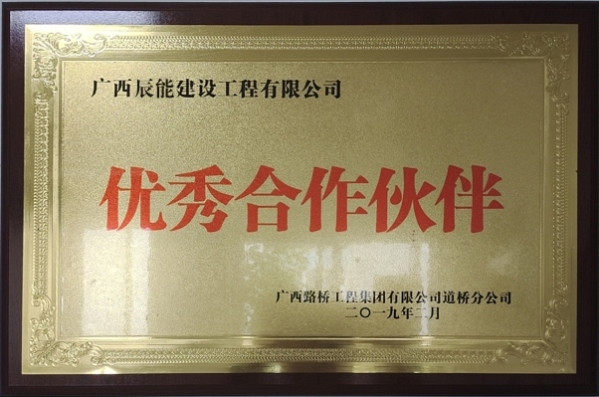 广西辰能建设工程有限公司
优秀合作伙伴
广西路桥工程集团有限公司道桥分公司
二〇一九年二月